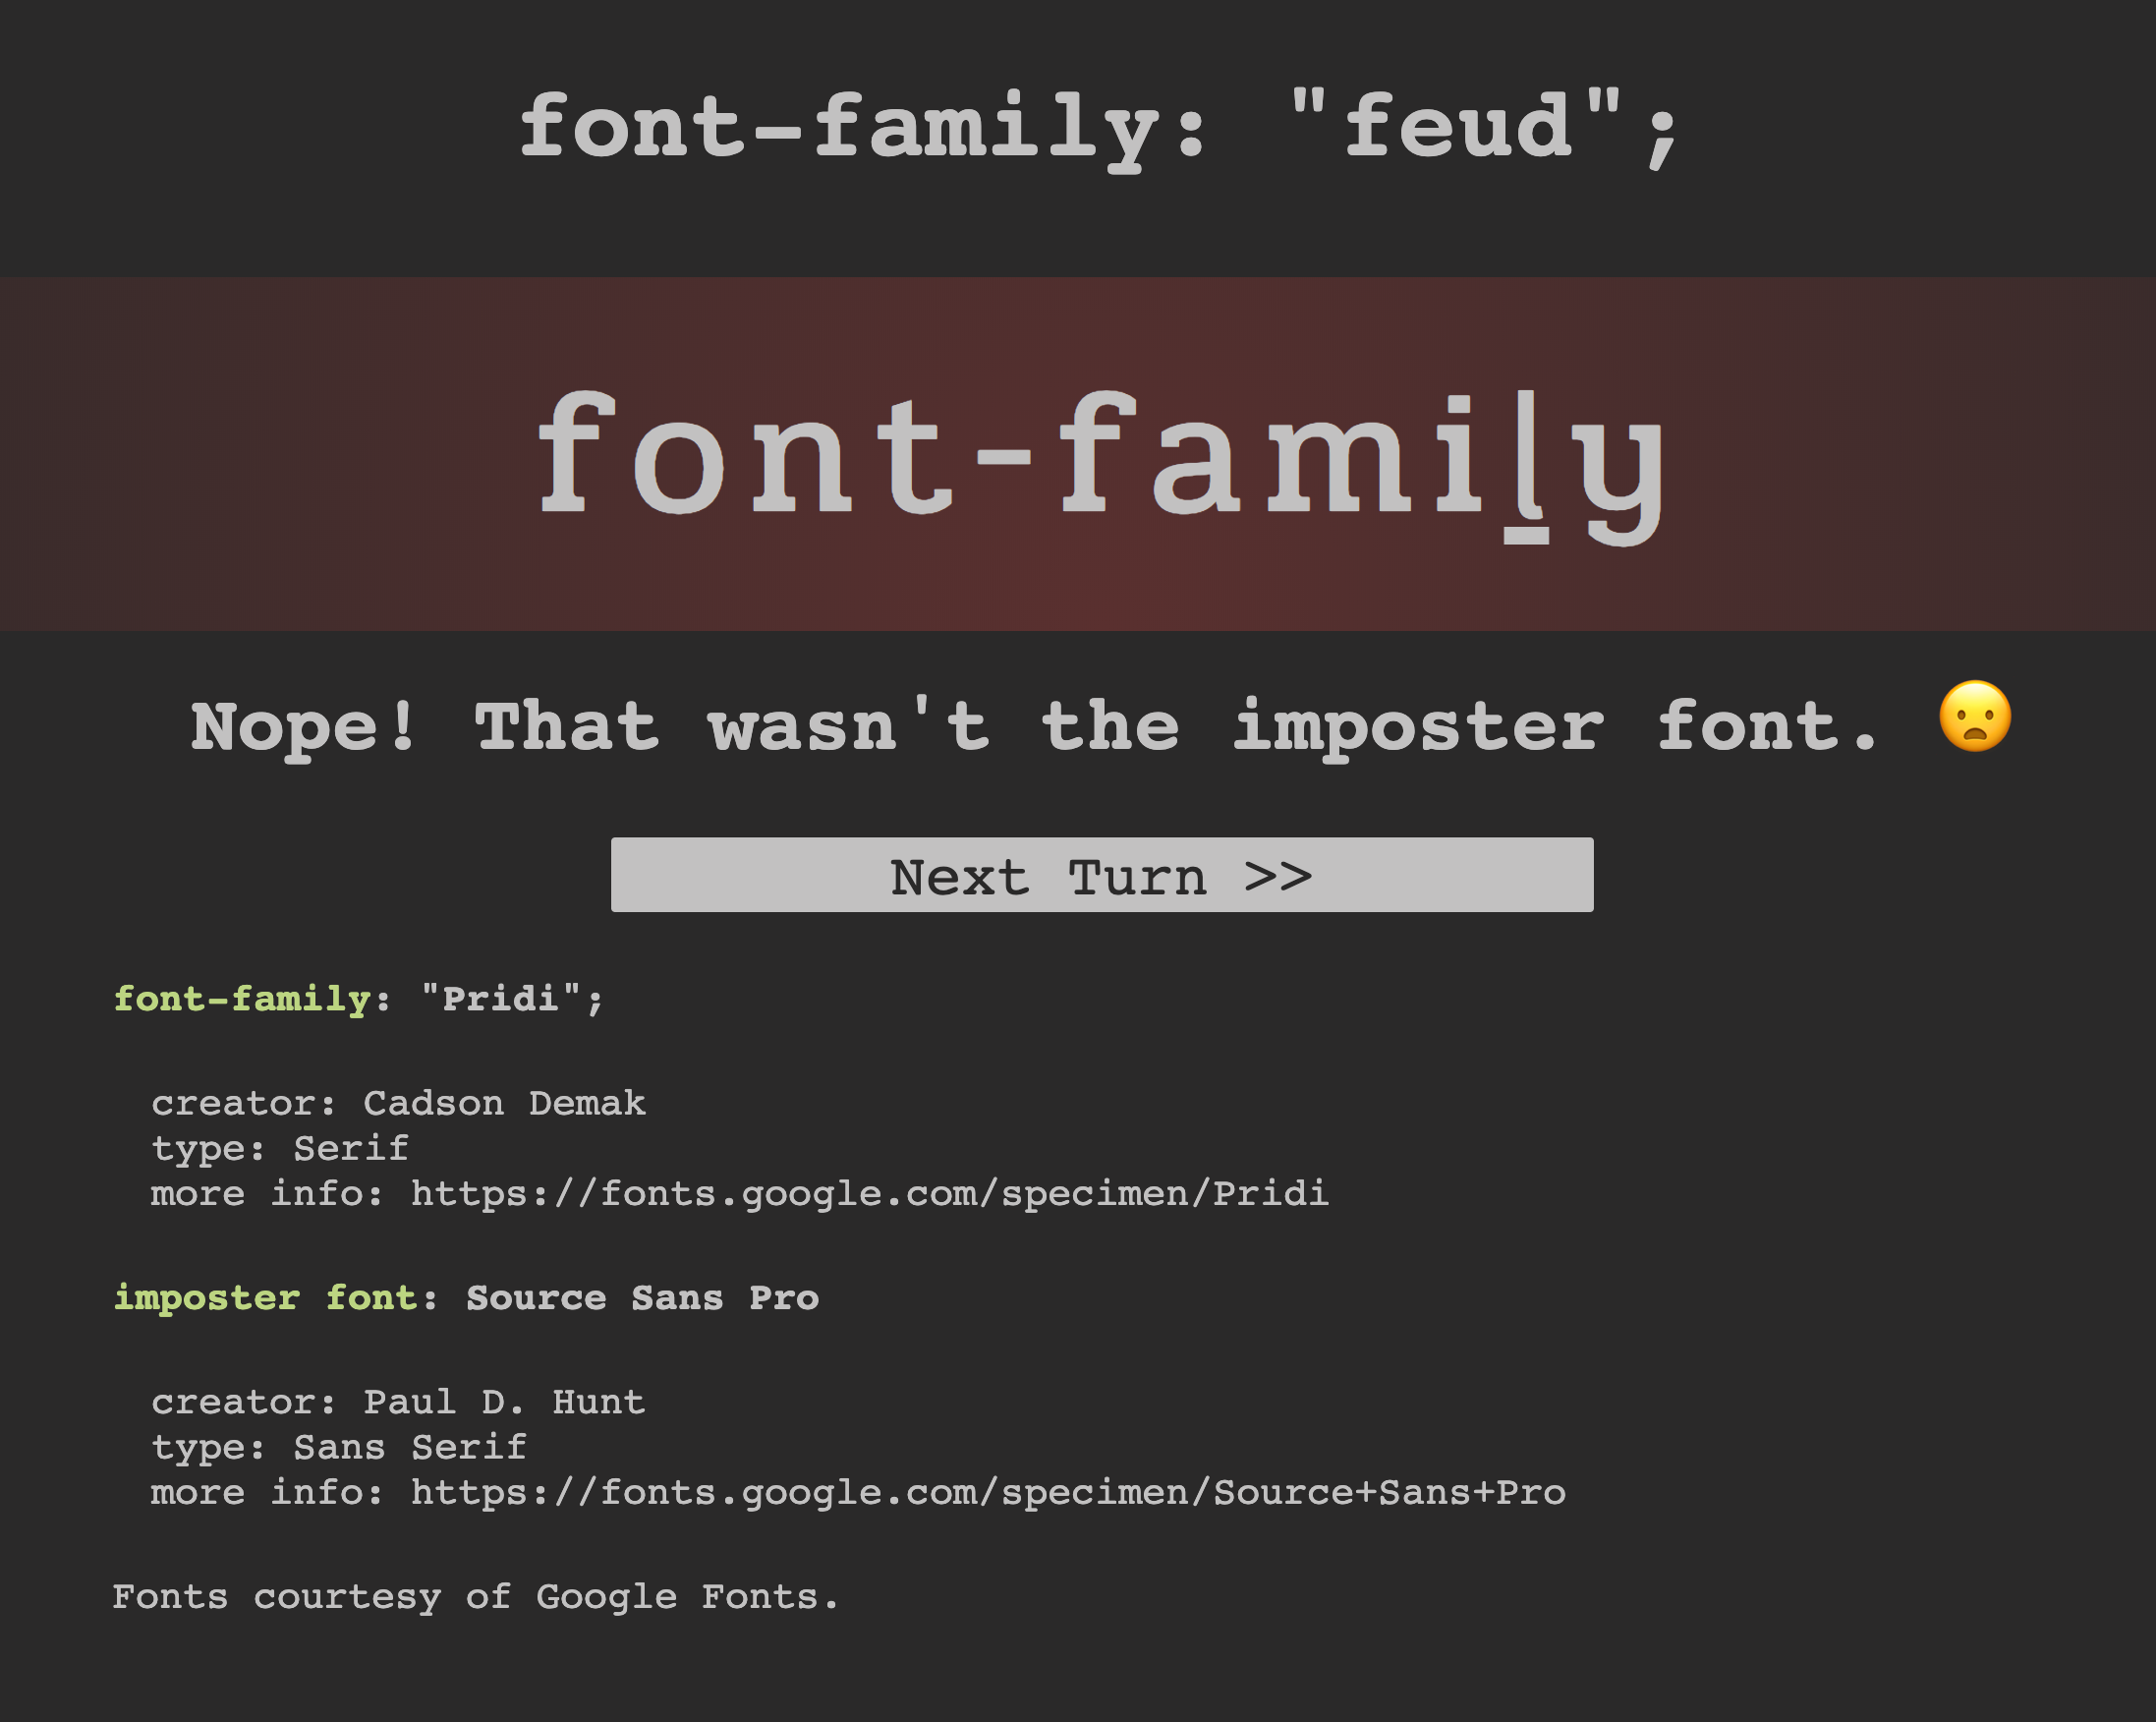 font-family: "feud";
font-family
Nope! That wasn't the imposter font. 😦
Next Turn >>
font-family: "Pridi";
creator: Cadson Demak
type: Serif
more info: https://fonts.google.com/specimen/Pridi
imposter font: Source Sans Pro
creator: Paul D. Hunt
type: Sans Serif
more info: https://fonts.google.com/specimen/Source+Sans+Pro
Fonts courtesy of Google Fonts.